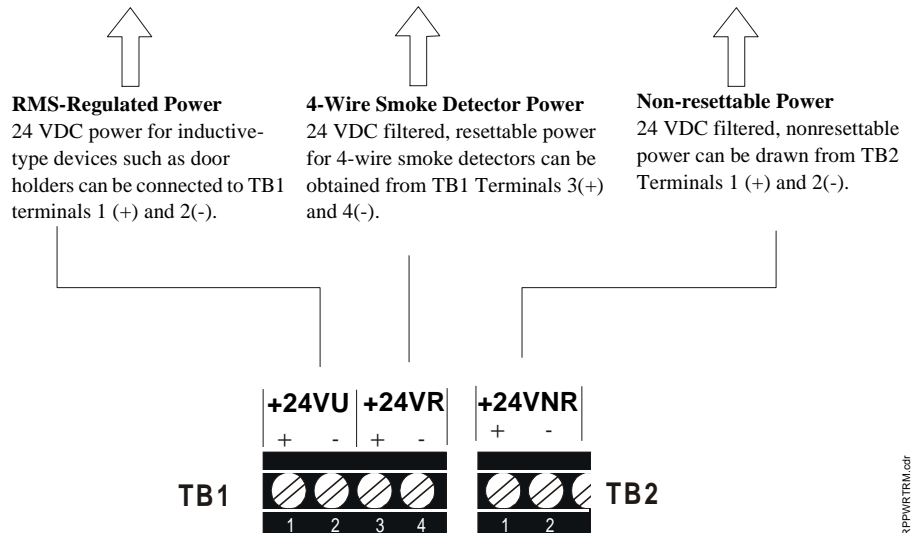 RMS-Regulated Power
24 VDC power for inductive-
type devices such as door
holders can be connected to TB1
terminals 1 (+) and 2(-).
4-Wire Smoke Detector Power
24 VDC filtered, resettable power
for 4-wire smoke detectors can be
obtained from TB1 Terminals 3(+)
and 4(-).
Non-resettable Power
24 VDC filtered, nonresettable
power can be drawn from TB2
Terminals 1 (+) and 2(-).
+24VU +24VR +24VNR
+ - + - + -
TB1 TB2
1 2 3 4 1 2